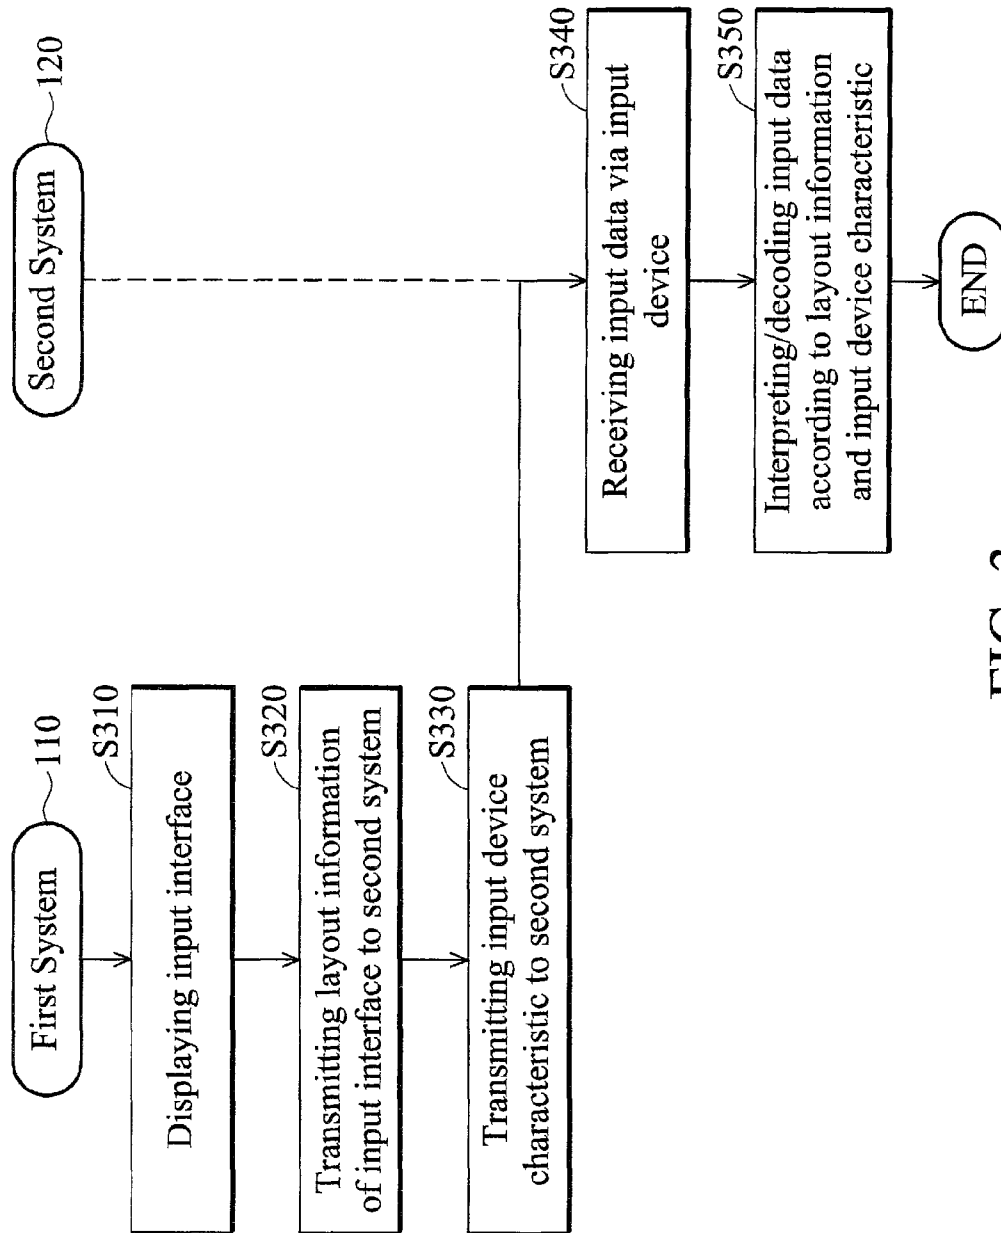 First System
110
S310
Displaying input interface
S320
Transmitting layout information
of input interface to second system
S330
Transmitting input device
characteristic to second system
Second System
120
S340
Receiving input data via input
device
S350
Interpreting/decoding input data
according to layout information
and input device characteristic
END
FIG.